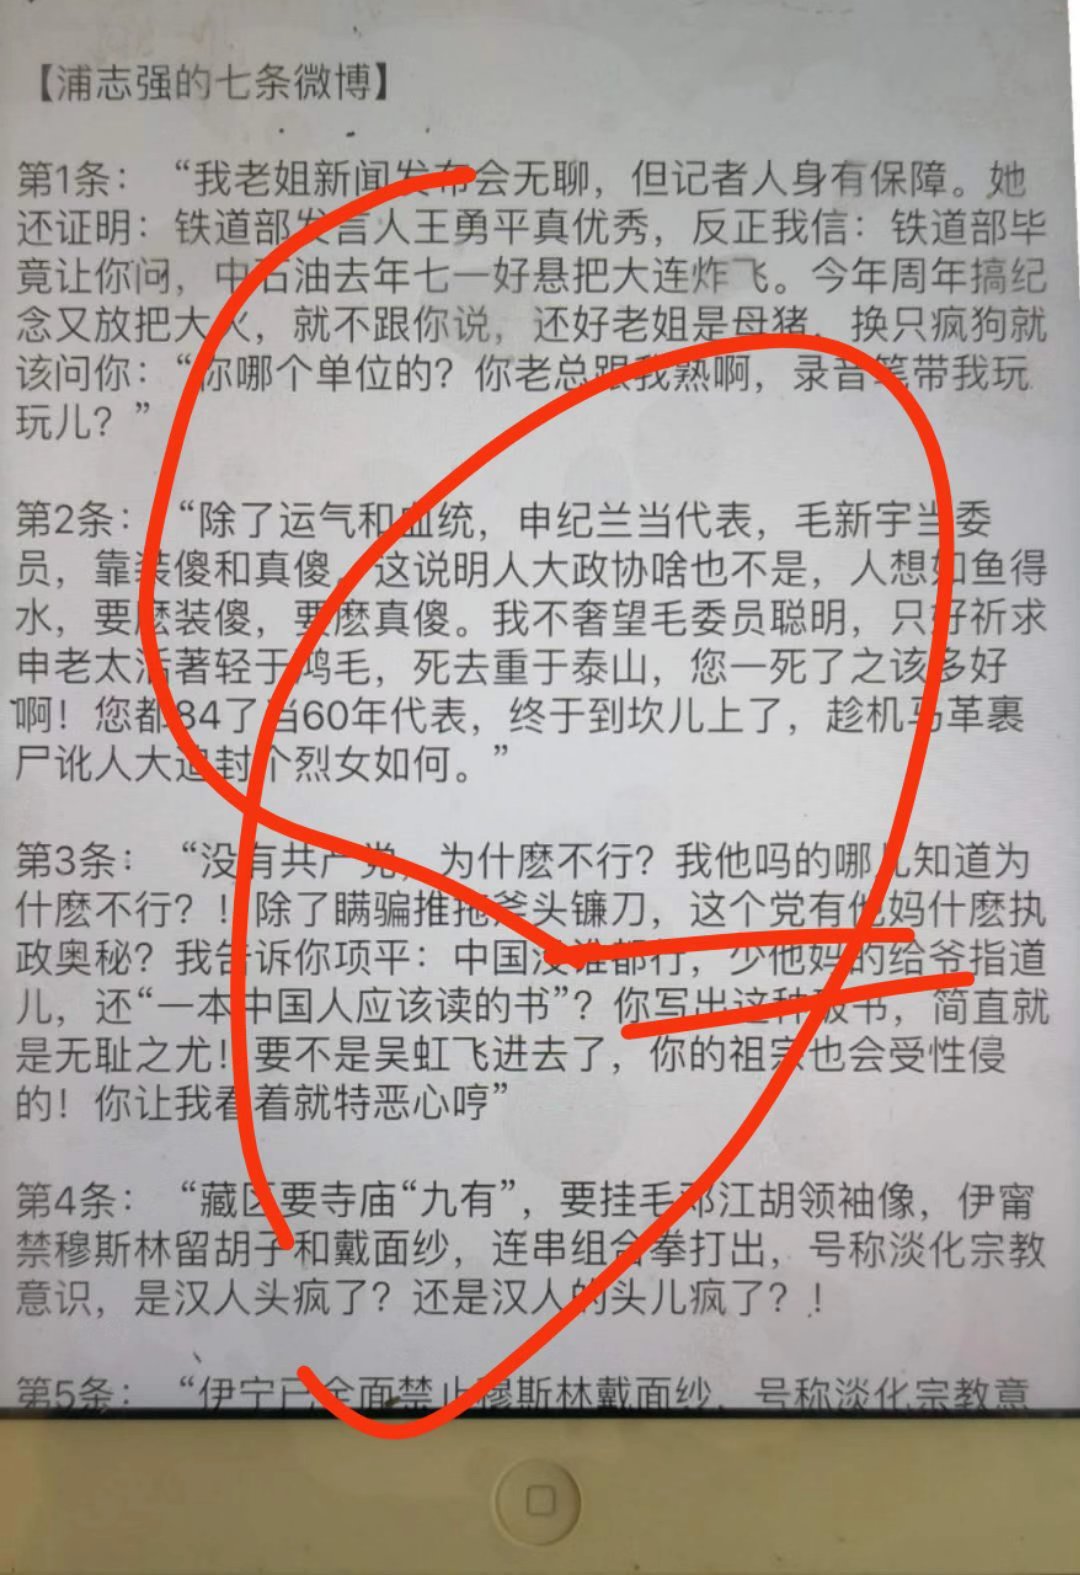 【浦志强的七条微博】
第1条：“我老姐新闻发布会无聊，但记者人身有保障。她
还证明：铁道部发言人王勇平真优秀，反正我信：铁道部毕
竟让你问，中石油去年七一好悬把大连炸飞。今年周年搞纪
念又放把大火，就不跟你说，还好老姐是母猪，换只疯狗就
该问你：“你哪个单位的？你老总跟我熟啊，录音笔带我玩
玩儿？”
第2条：“除了运气和血统，申纪兰当代表，毛新宇当委
员，靠装傻和真傻。这说明人大政协啥也不是，人想如鱼得
水，要麽装傻，要麽真傻。我不奢望毛委员聪明，只好祈求
申老太活著轻于鸿毛，死去重于泰山，您一死了之该多好
啊！您都84了当60年代表，终于到坎儿上了，趁机马革裹
尸讹人大追封个烈女如何。”
第3条：“没有共产党，为什麽不行？我他吗的哪儿知道为
什麽不行？！除了瞒骗推拖斧头镰刀，这个党有他妈什麽执
政奥秘？我告诉你项平：中国没谁都行，少他妈的给爷指道
儿，还“一本中国人应该读的书”？你写出这种破书，简直就
是无耻之尤！要不是吴虹飞进去了，你的祖宗也会受性侵
的！你让我看着就特恶心哼”
第4条：“藏区要寺庙“九有”，要挂毛邓江胡领袖像，伊甯
禁穆斯林留胡子和戴面纱，连串组合拳打出，号称淡化宗教
意识，是汉人头疯了？还是汉人的头儿疯了？！
第5条：“伊宁已全面禁止穆斯林戴面纱，号称淡化宗教意